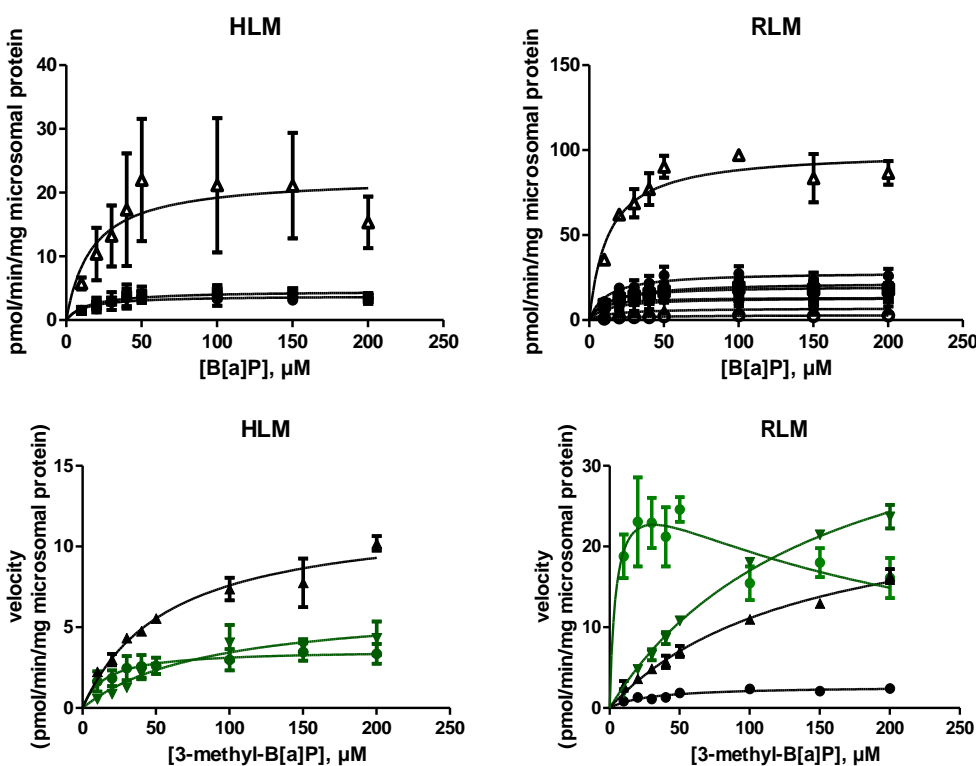 HLM
pmol/min/mg microsomal protein
40
30
20
10
0
0 50 100 150 200 250
[B[a]P], µM
RLM
pmol/min/mg microsomal protein
150
100
50
0
0 50 100 150 200 250
[B[a]P], µM
HLM
velocity
(pmol/min/mg microsomal protein)
15
10
5
0
0 50 100 150 200 250
[3-methyl-B[a]P], µM
RLM
velocity
(pmol/min/mg microsomal protein)
30
20
10
0
0 50 100 150 200 250
[3-methyl-B[a]P], µM